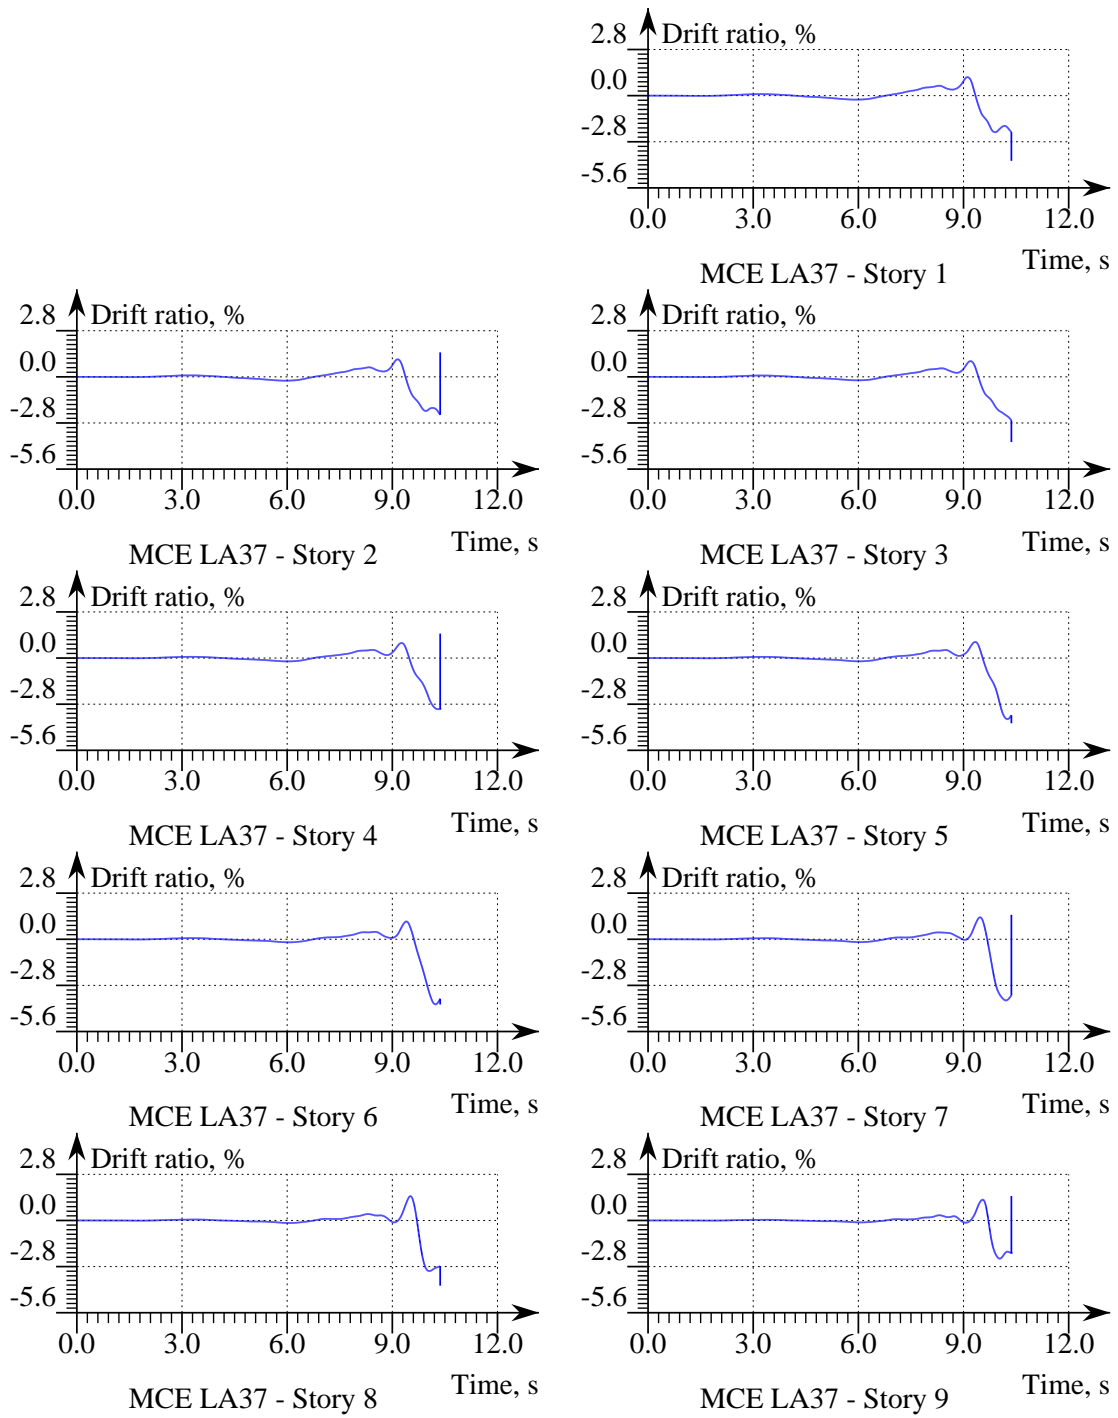 2.8 Drift ratio, %
0.0
-2.8
-5.6
0.0 3.0 6.0 9.0 12.0
Time, s
MCE LA37 - Story 1
2.8 Drift ratio, %
0.0
-2.8
-5.6
0.0 3.0 6.0 9.0 12.0
Time, s
MCE LA37 - Story 2
2.8 Drift ratio, %
0.0
-2.8
-5.6
0.0 3.0 6.0 9.0 12.0
Time, s
MCE LA37 - Story 3
2.8 Drift ratio, %
0.0
-2.8
-5.6
0.0 3.0 6.0 9.0 12.0
Time, s
MCE LA37 - Story 4
2.8 Drift ratio, %
0.0
-2.8
-5.6
0.0 3.0 6.0 9.0 12.0
Time, s
MCE LA37 - Story 5
2.8 Drift ratio, %
0.0
-2.8
-5.6
0.0 3.0 6.0 9.0 12.0
Time, s
MCE LA37 - Story 6
2.8 Drift ratio, %
0.0
-2.8
-5.6
0.0 3.0 6.0 9.0 12.0
Time, s
MCE LA37 - Story 7
2.8 Drift ratio, %
0.0
-2.8
-5.6
0.0 3.0 6.0 9.0 12.0
Time, s
MCE LA37 - Story 8
2.8 Drift ratio, %
0.0
-2.8
-5.6
0.0 3.0 6.0 9.0 12.0
Time, s
MCE LA37 - Story 9